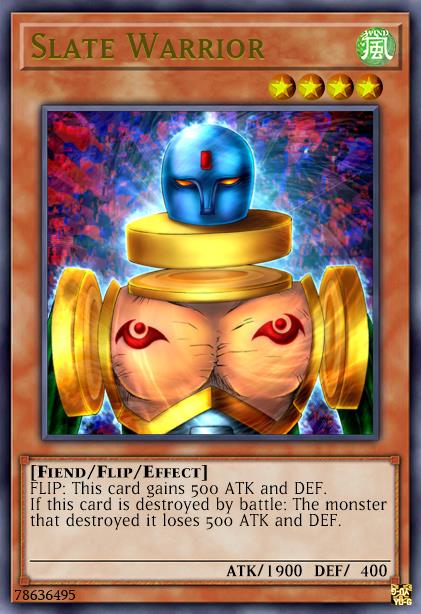 Slate Warrior
WIND
風
[Fiend/Flip/Effect]
FLIP: This card gains 500 ATK and DEF.
If this card is destroyed by battle: The monster
that destroyed it loses 500 ATK and DEF.
ATK/1900 DEF/ 400
78636495